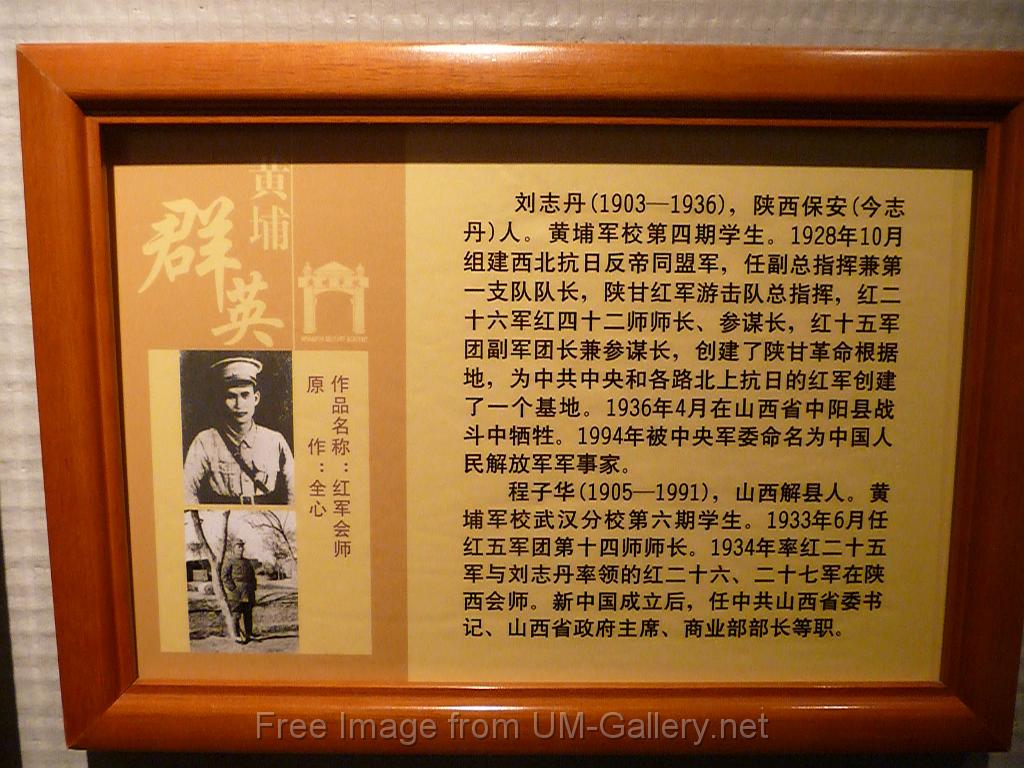 黄埔
群英
作品名称：红军会师
原　作：全心
刘志丹(1903—1936)，陕西保安(今志
丹)人。黄埔军校第四期学生。1928年10月
组建西北抗日反帝同盟军，任副总指挥兼第
一支队队长，陕甘红军游击队总指挥，红二
十六军红四十二师师长、参谋长，红十五军
团副军团长兼参谋长，创建了陕甘革命根据
地，为中共中央和各路北上抗日的红军创建
了一个基地。1936年4月在山西省中阳县战
斗中牺牲。1994年被中央军委命名为中国人
民解放军军事家。
程子华(1905—1991)，山西解县人。黄
埔军校武汉分校第六期学生。1933年6月任
红五军团第十四师师长。1934年率红二十五
军与刘志丹率领的红二十六、二十七军在陕
西会师。新中国成立后，任中共山西省委书
记、山西省政府主席、商业部部长等职。
Free Image from UM-Gallery.net